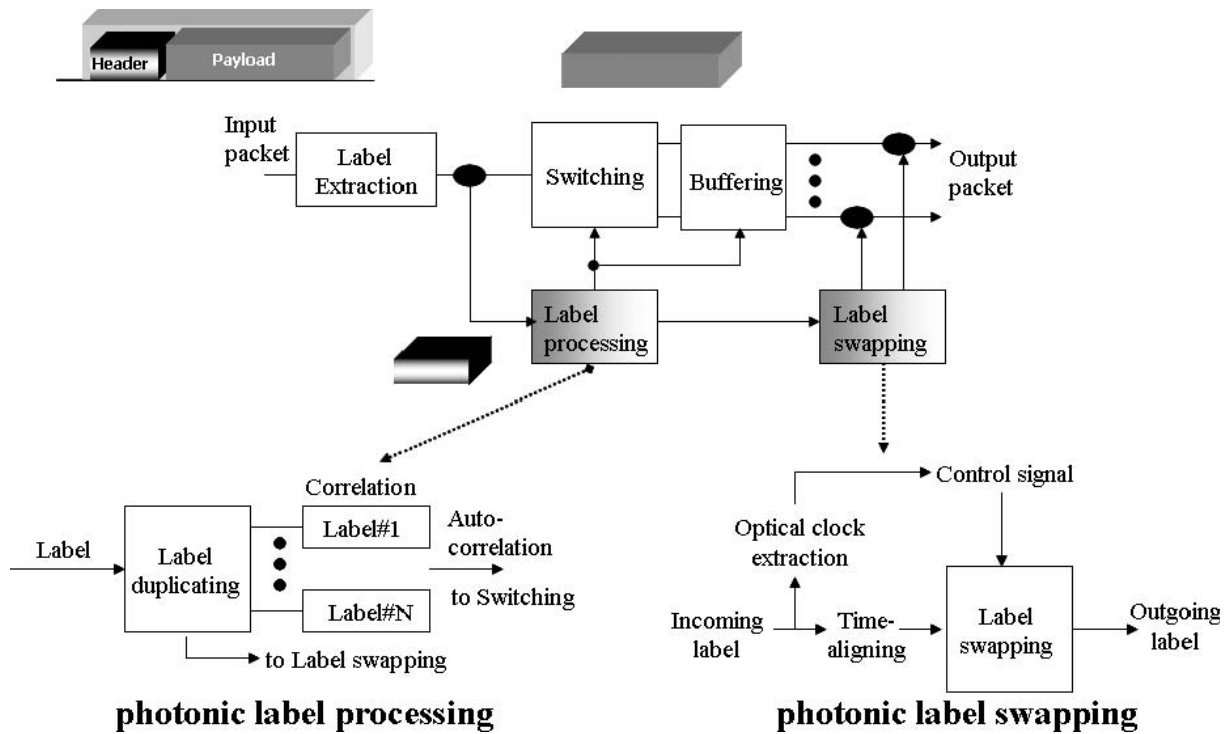 Header
Payload
Input
packet
Label
Extraction
Switching
Buffering
Output
packet
Label
processing
Label
swapping
Correlation
Label
Label
duplicating
Label#1
Label#N
Auto-
correlation
to Switching
to Label swapping
photonic label processing
Control signal
Optical clock
extraction
Incoming
label
Time-
aligning
Label
swapping
Outgoing
label
photonic label swapping